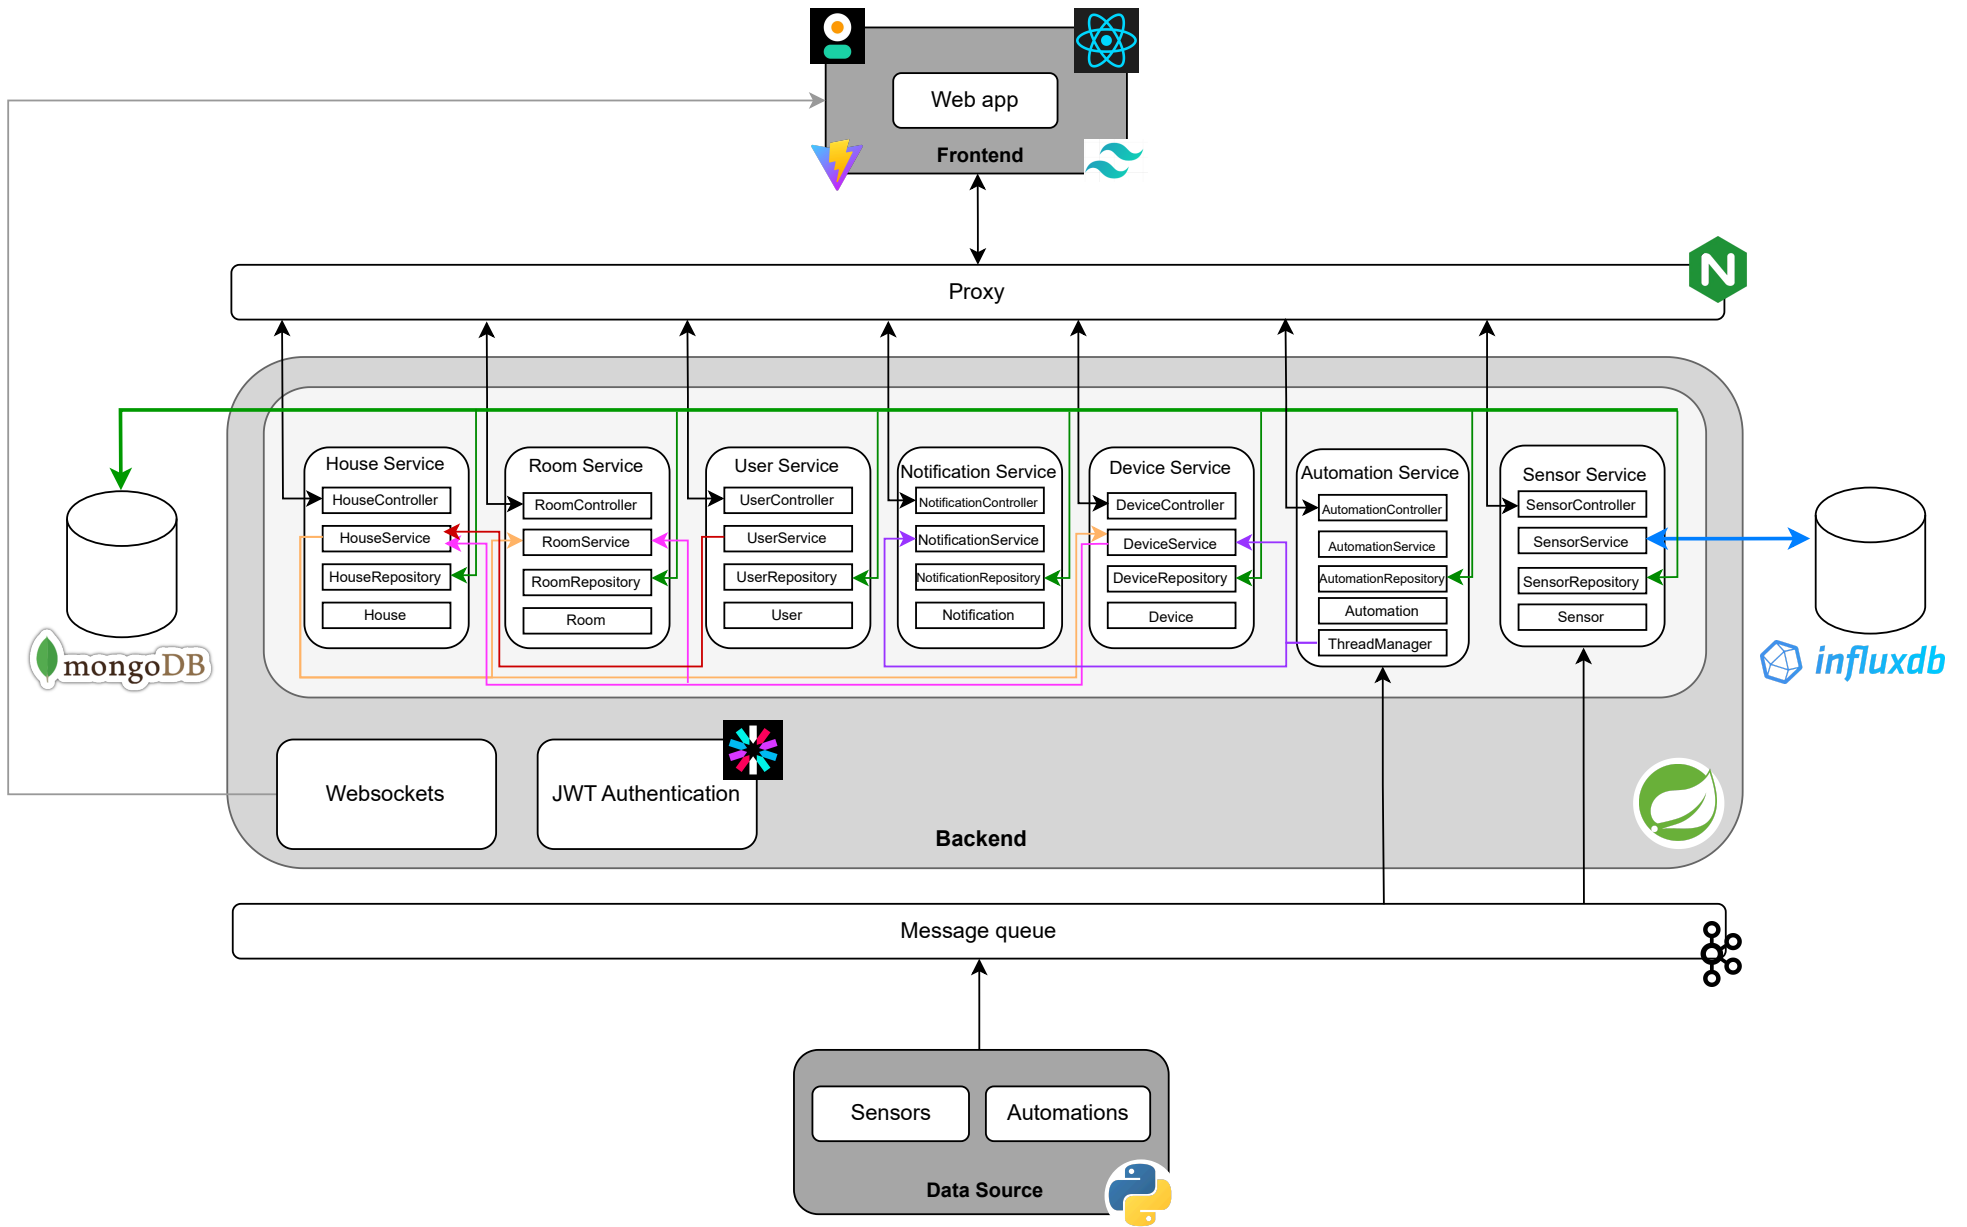 Web app
Frontend
Proxy
House Service
HouseController
HouseService
HouseRepository
House
Room Service
RoomController
RoomService
RoomRepository
Room
User Service
UserController
UserService
UserRepository
User
Notification Service
NotificationController
NotificationService
NotificationRepository
Notification
Device Service
DeviceController
DeviceService
DeviceRepository
Device
Automation Service
AutomationController
AutomationService
AutomationRepository
Automation
ThreadManager
Sensor Service
SensorController
SensorService
SensorRepository
Sensor
mongoDB
influxdb
Websockets
JWT Authentication
Backend
Message queue
Sensors
Automations
Data Source